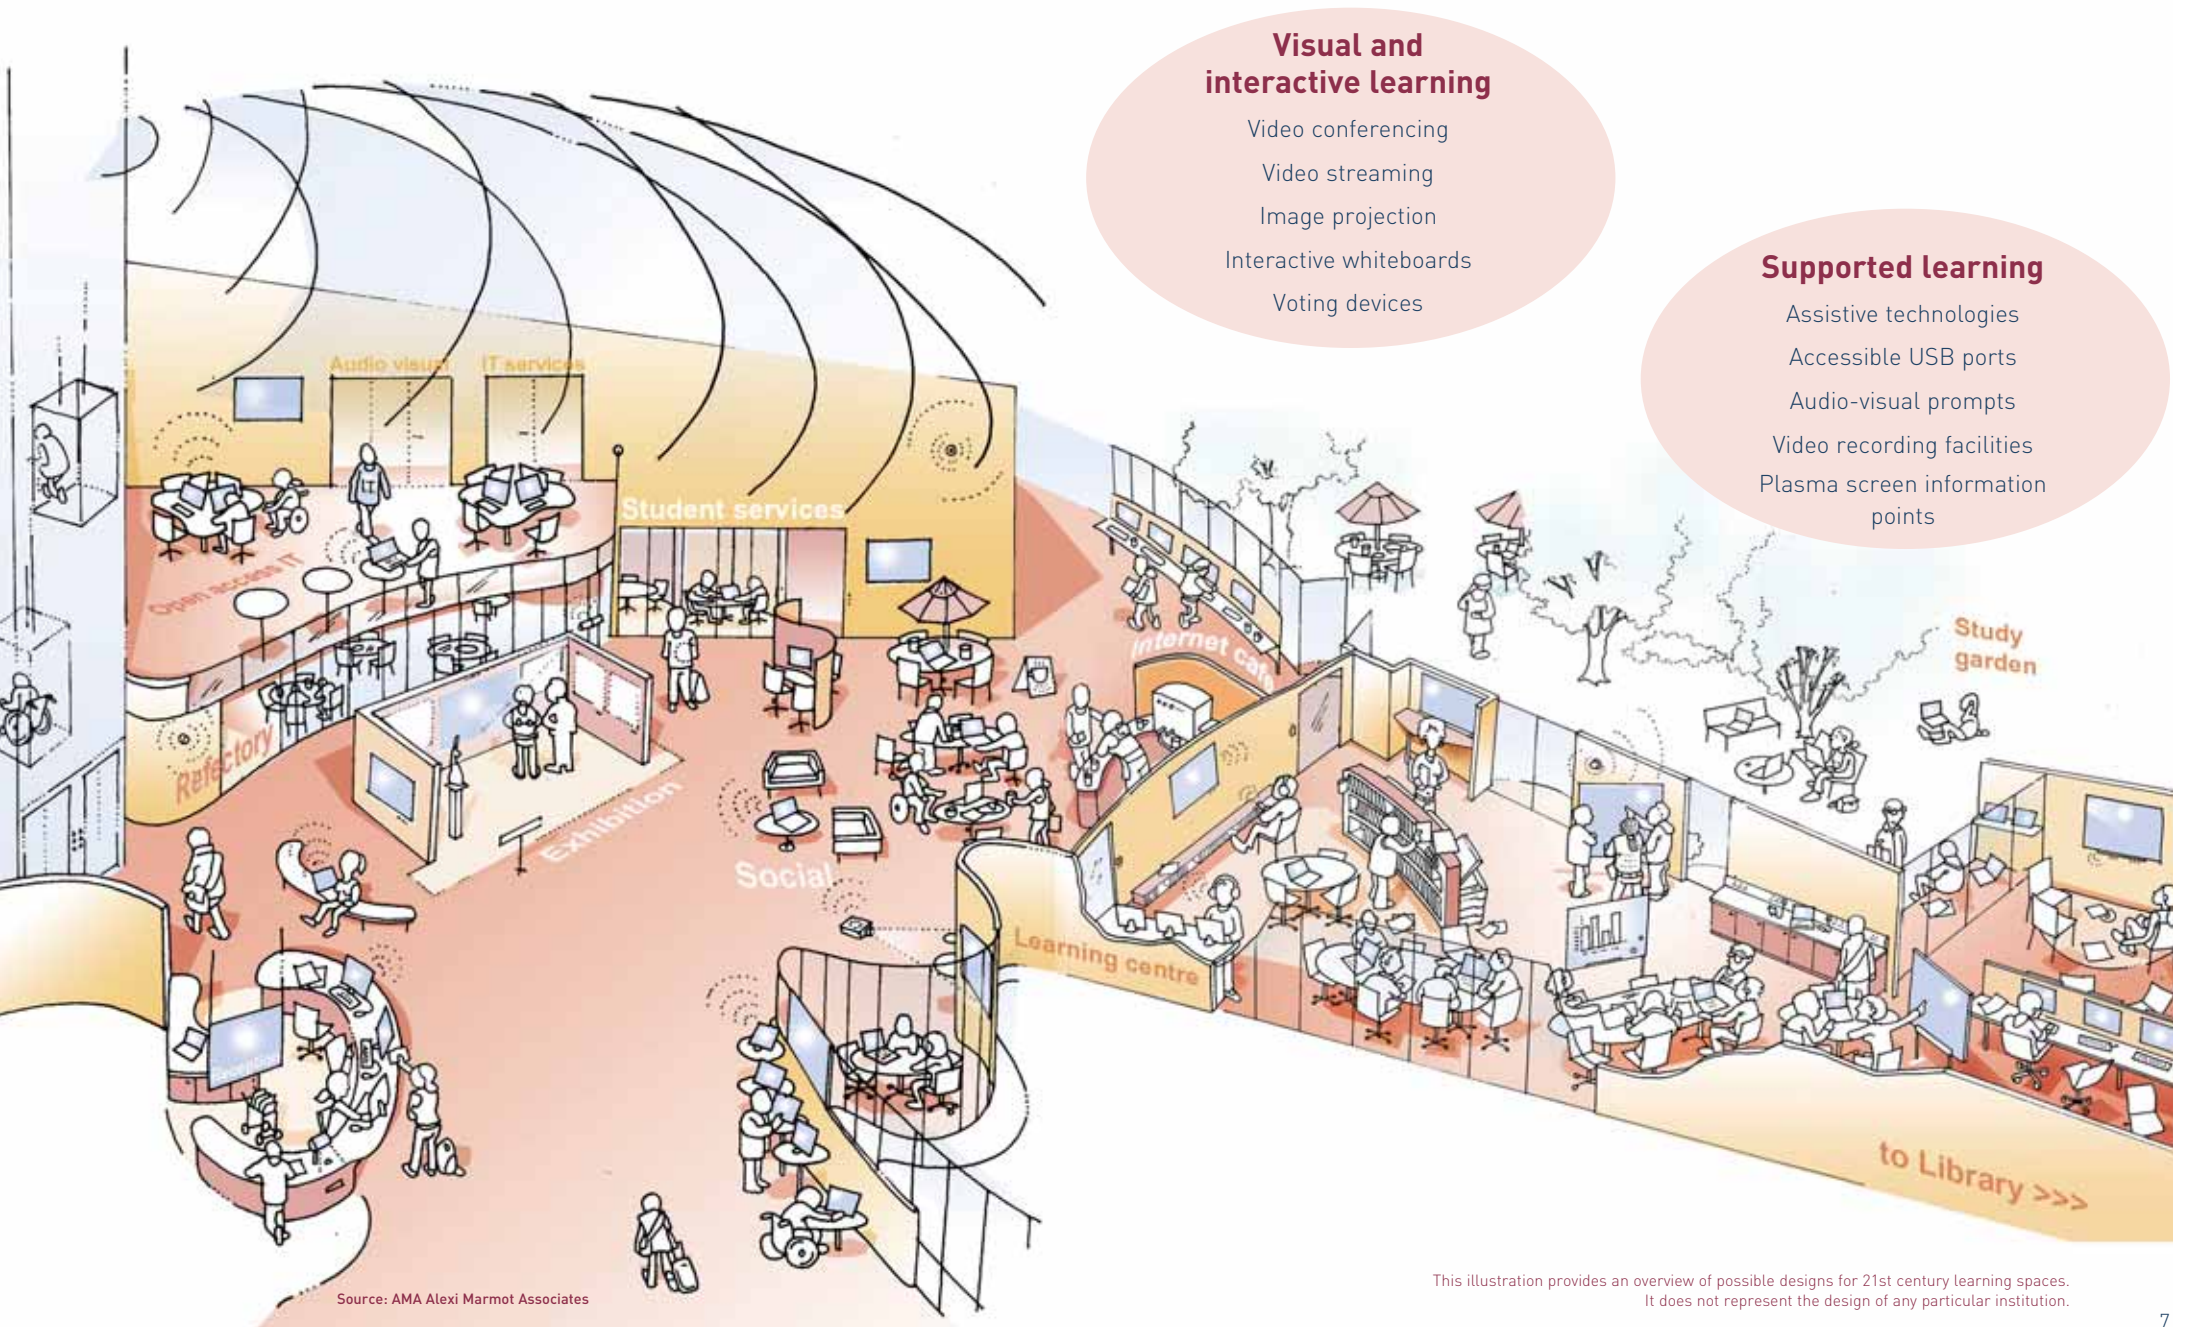 Visual and
interactive learning
Video conferencing
Video streaming
Image projection
Interactive whiteboards
Voting devices
Supported learning
Assistive technologies
Accessible USB ports
Audio-visual prompts
Video recording facilities
Plasma screen information
points
Audio visual
IT services
IT
Student services
Open access IT
Internet cafe
Study
garden
Refectory
Exhibition
Social
Learning centre
Reception
to Library >>>
This illustration provides an overview of possible designs for 21st century learning spaces.
It does not represent the design of any particular institution.
Source: AMA Alexi Marmot Associates
7